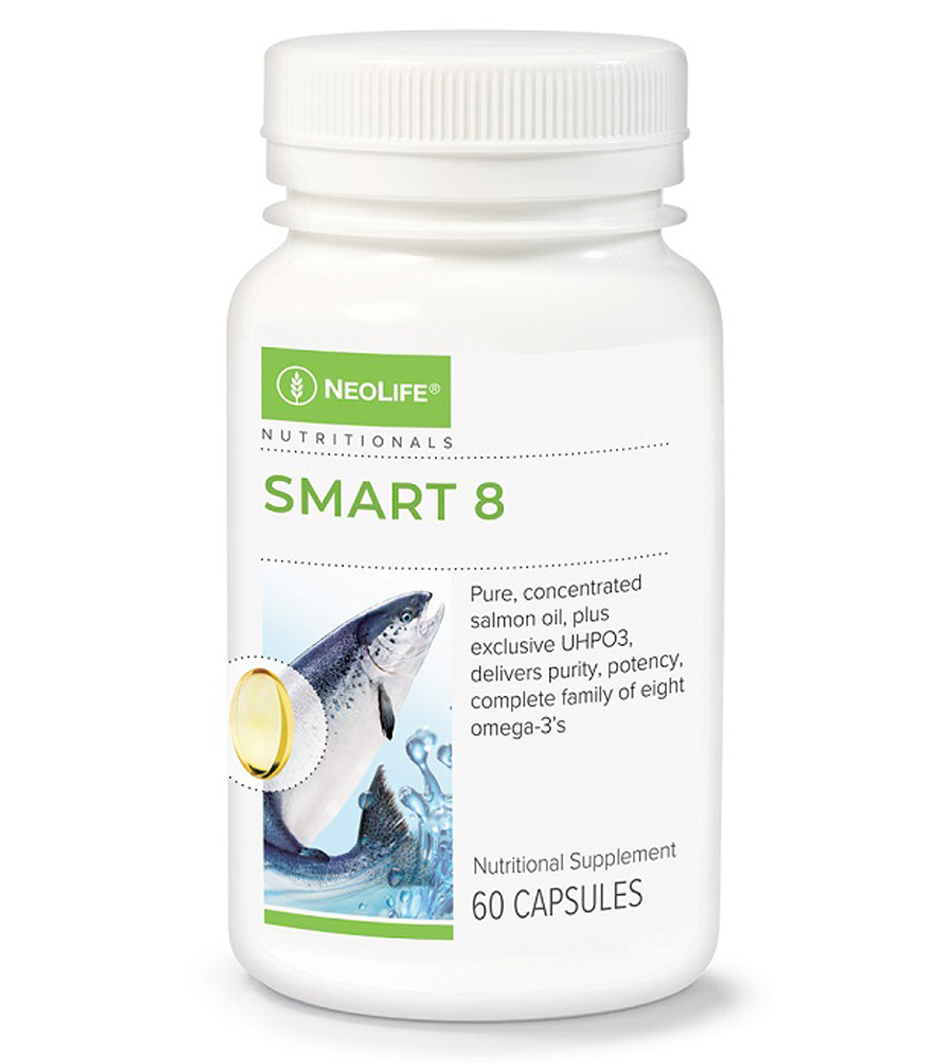 NEOLIFE®
NUTRITIONALS
SMART 8
Pure, concentrated
salmon oil, plus
exclusive UHPO3,
delivers purity, potency,
complete family of eight
omega-3's
Nutritional Supplement
60 CAPSULES